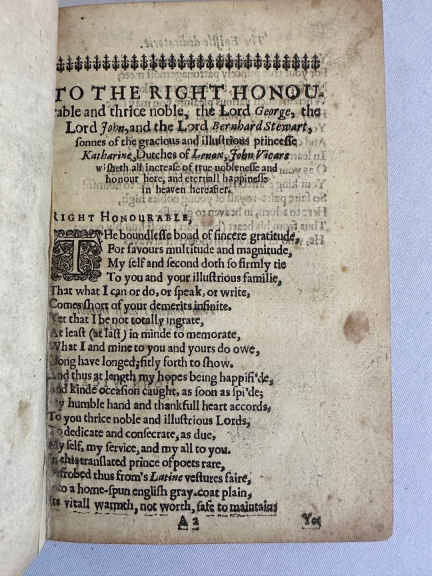 TO THE RIGHT HONOU-
rable and thrice noble, the Lord George, the
Lord John, and the Lord Bernhard Stewart,
sonnes of the gracious and illustrious princesse
Katharine, Dutches of Lenox, John Vicars
wisheth all increase of true noblenesse and
honour here, and eternall happinesse
in heaven hereafter.
RIGHT HONOURABLE,
THe boundlesse boad of sincere gratitude,
For favours multitude and magnitude,
My self and second doth so firmly tie
To you and your illustrious familie,
That what I can or do, or speak, or write,
Comes short of your demerits infinite.
Yet that I be not totally ingrate,
At least (at last) in minde to memorate,
What I and mine to you and yours do owe,
Long have longed, fitly forth to show.
And thus at length my hopes being happifi'de,
And kinde occasion caught, as soon as spi'de;
My humble hand and thankfull heart accords,
To you thrice noble and illustrious Lords,
To dedicate and consecrate, as due,
My self, my service, and my all to you.
In this translated prince of poets rare,
Disrobed thus from's Latine vestures faire,
Into a home-spun english gray-coat plain,
Its vitall warmth, not worth, safe to maintain
A 2
You